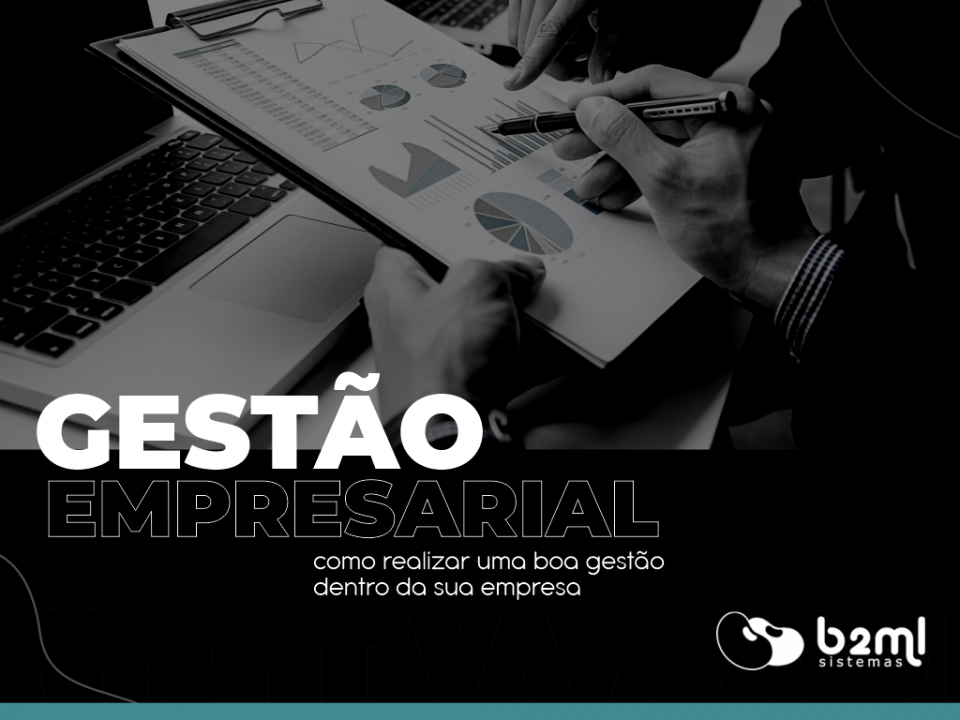 GESTÃO
EMPRESARIAL
como realizar uma boa gestão
dentro da sua empresa
b2ml
sistemas